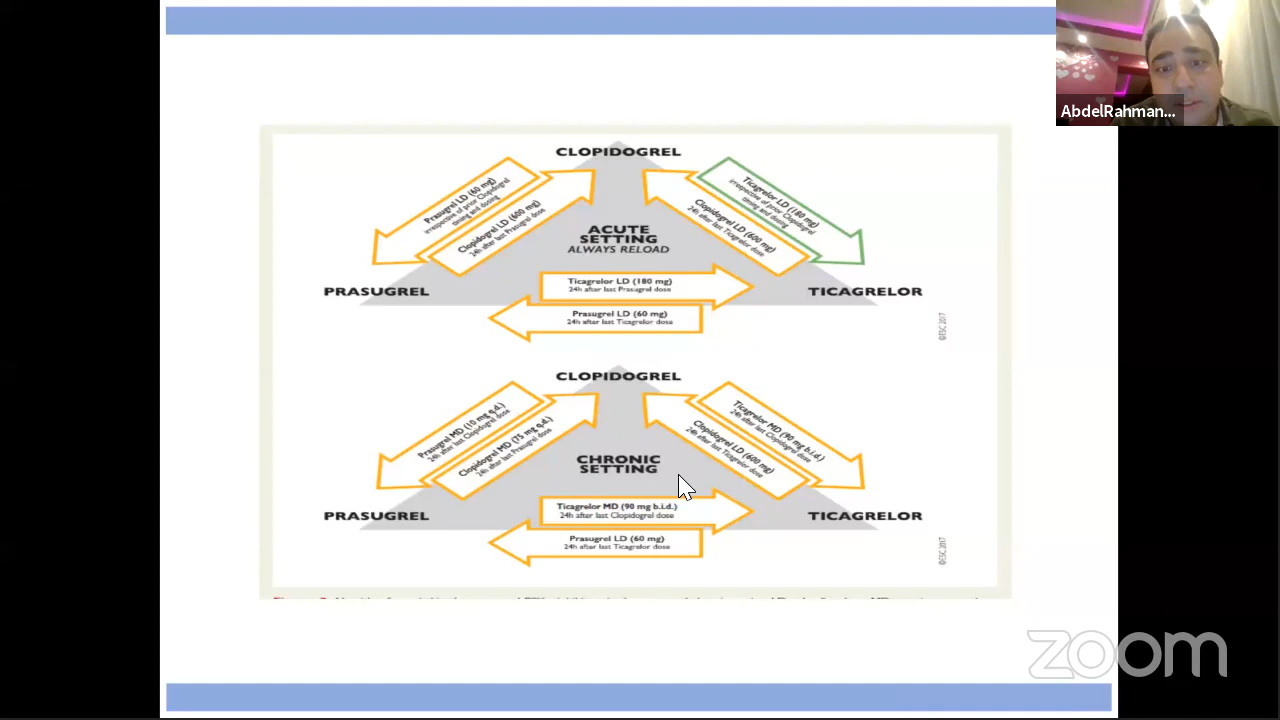 AbdelRahman...
CLOPIDOGREL
Prasugrel LD (60 mg)
irrespective of prior Clopidogrel
timing and dosing
Clopidogrel LD (600 mg)
24h after last Prasugrel dose
Ticagrelor LD (180 mg)
irrespective of prior Clopidogrel
timing and dosing
Clopidogrel LD (600 mg)
24h after last Ticagrelor dose
ACUTE
SETTING
ALWAYS RELOAD
PRASUGREL
TICAGRELOR
Ticagrelor LD (180 mg)
24h after last Prasugrel dose
Prasugrel LD (60 mg)
24h after last Ticagrelor dose
©ESC 2017
CLOPIDOGREL
Prasugrel MD (10 mg q.d.)
24h after last Clopidogrel dose
Clopidogrel MD (75 mg q.d.)
24h after last Prasugrel dose
Ticagrelor MD (90 mg b.i.d.)
24h after last Clopidogrel dose
Clopidogrel LD (600 mg)
24h after last Ticagrelor dose
CHRONIC
SETTING
PRASUGREL
TICAGRELOR
Ticagrelor MD (90 mg b.i.d.)
24h after last Clopidogrel dose
Prasugrel LD (60 mg)
24h after last Ticagrelor dose
©ESC 2017
zoom